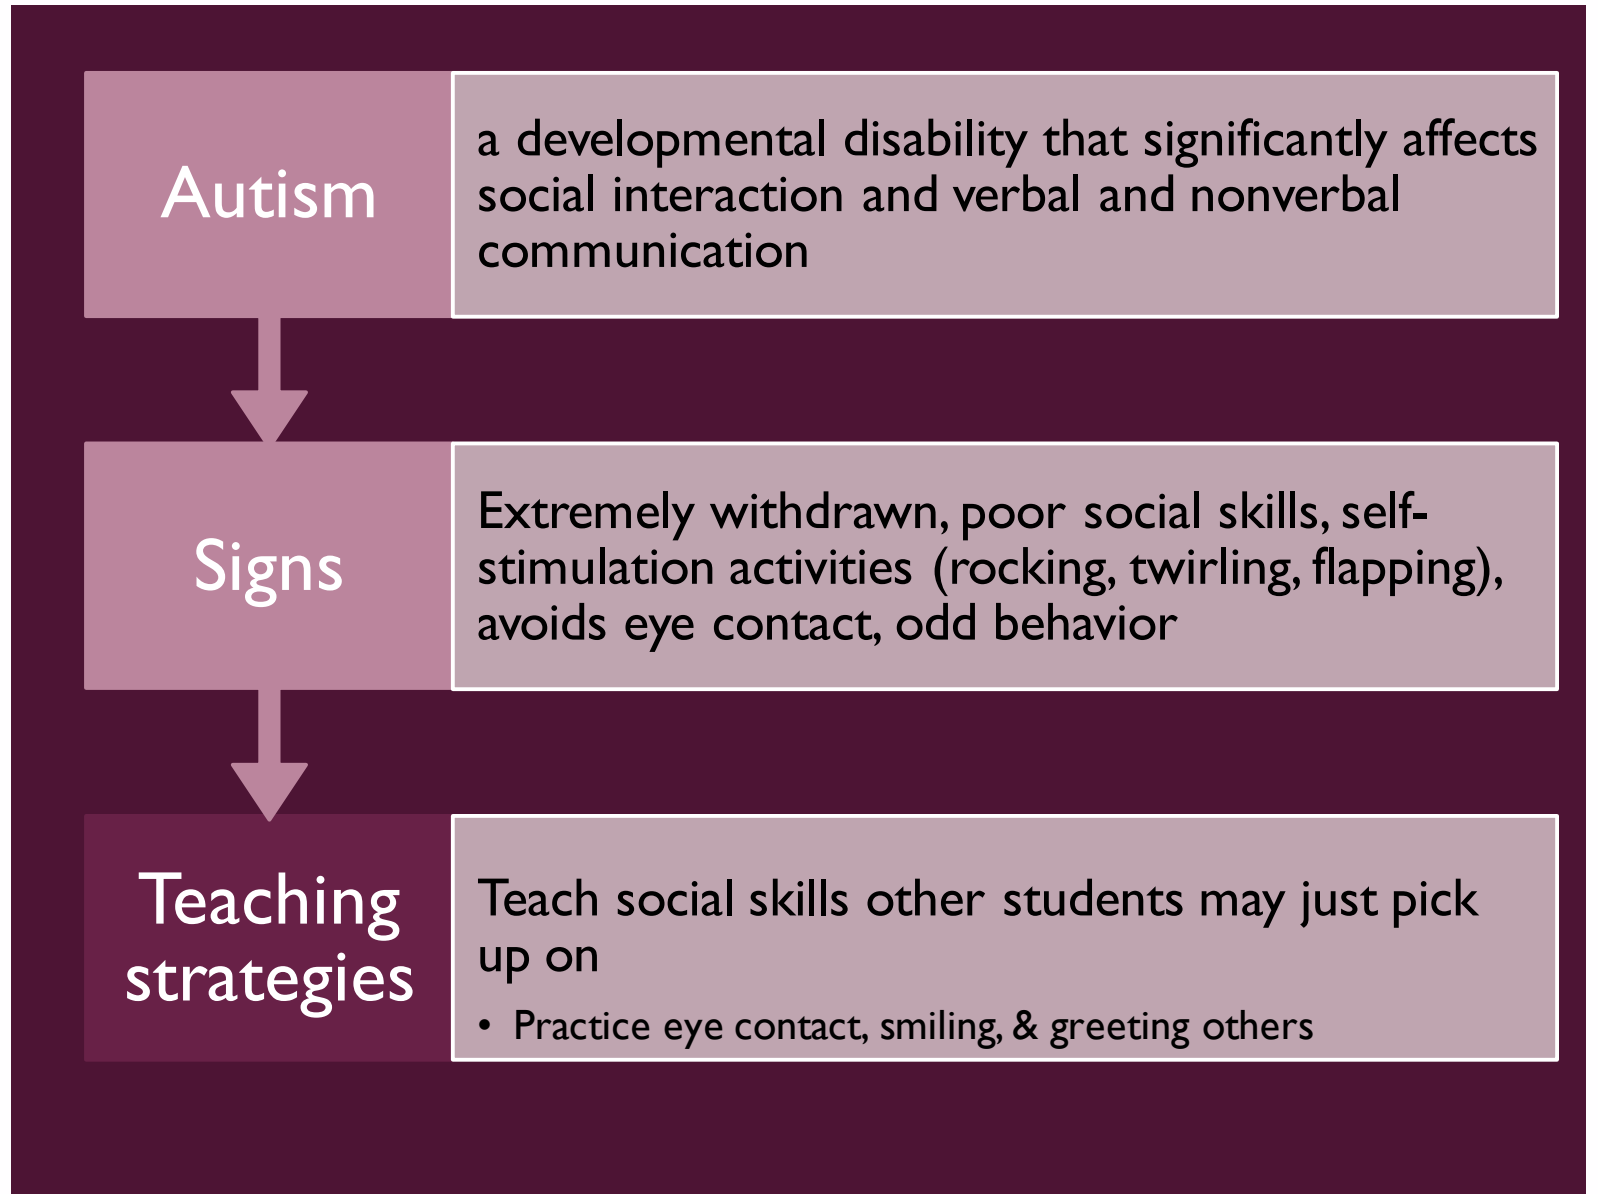 Autism
a developmental disability that significantly affects
social interaction and verbal and nonverbal
communication
Signs
Extremely withdrawn, poor social skills, self-
stimulation activities (rocking, twirling, flapping),
avoids eye contact, odd behavior
Teaching
strategies
Teach social skills other students may just pick
up on
• Practice eye contact, smiling, & greeting others